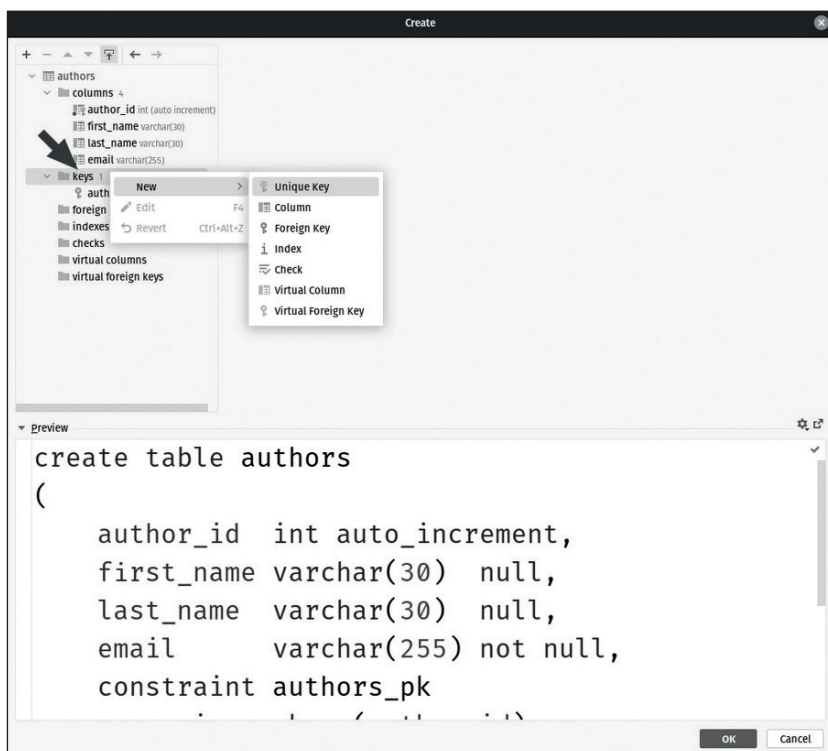 Create
authors
columns 4
author_id int (auto increment)
first_name varchar(30)
last_name varchar(30)
email varchar(255)
keys 1
auth
foreign
indexes
checks
virtual columns
virtual foreign keys
New
Edit F4
Revert Ctrl+Alt+Z
Unique Key
Column
Foreign Key
Index
Check
Virtual Column
Virtual Foreign Key
Preview
create table authors
(
author_id int auto_increment,
first_name varchar(30) null,
last_name varchar(30) null,
email varchar(255) not null,
constraint authors_pk
OK Cancel